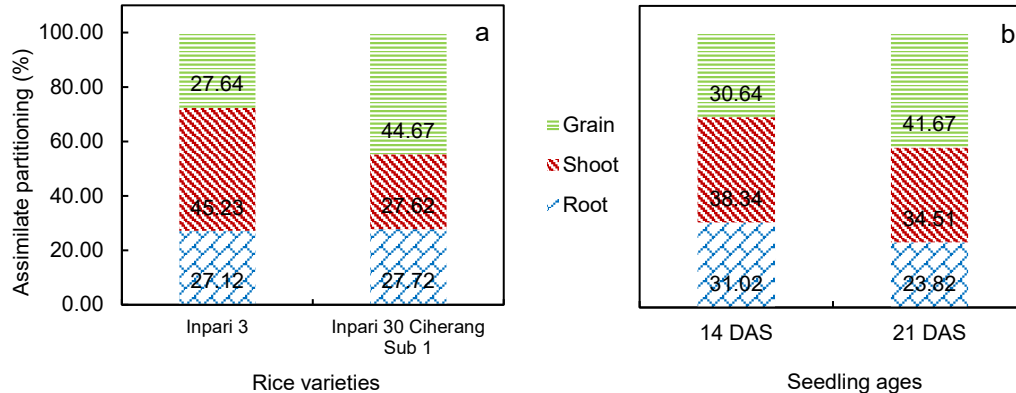 100.00
80.00
60.00
40.00
20.00
0.00
Assimilate partitioning (%)
a
27.64
44.67
45.23
27.62
27.12
27.72
Inpari 3
Inpari 30 Ciherang
Sub 1
Rice varieties
Grain
Shoot
Root
b
30.64
41.67
38.34
34.51
31.02
23.82
14 DAS
21 DAS
Seedling ages